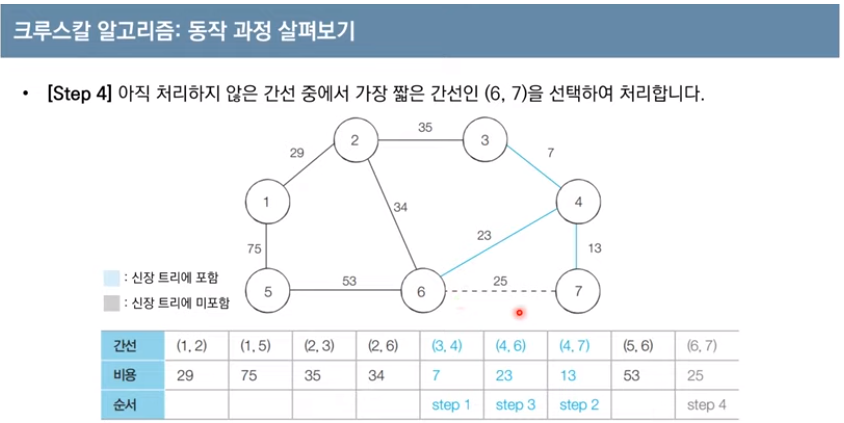 크루스칼 알고리즘: 동작 과정 살펴보기
• [Step 4] 아직 처리하지 않은 간선 중에서 가장 짧은 간선인 (6, 7)을 선택하여 처리합니다.
35
2
3
29
7
1
34
4
23
75
13
: 신장 트리에 포함
53
25
5
6
7
: 신장 트리에 미포함
간선 (1, 2) (1, 5) (2, 3) (2, 6) (3, 4) (4, 6) (4, 7) (5, 6) (6, 7)
비용 29 75 35 34 7 23 13 53 25
순서 step 1 step 3 step 2 step 4